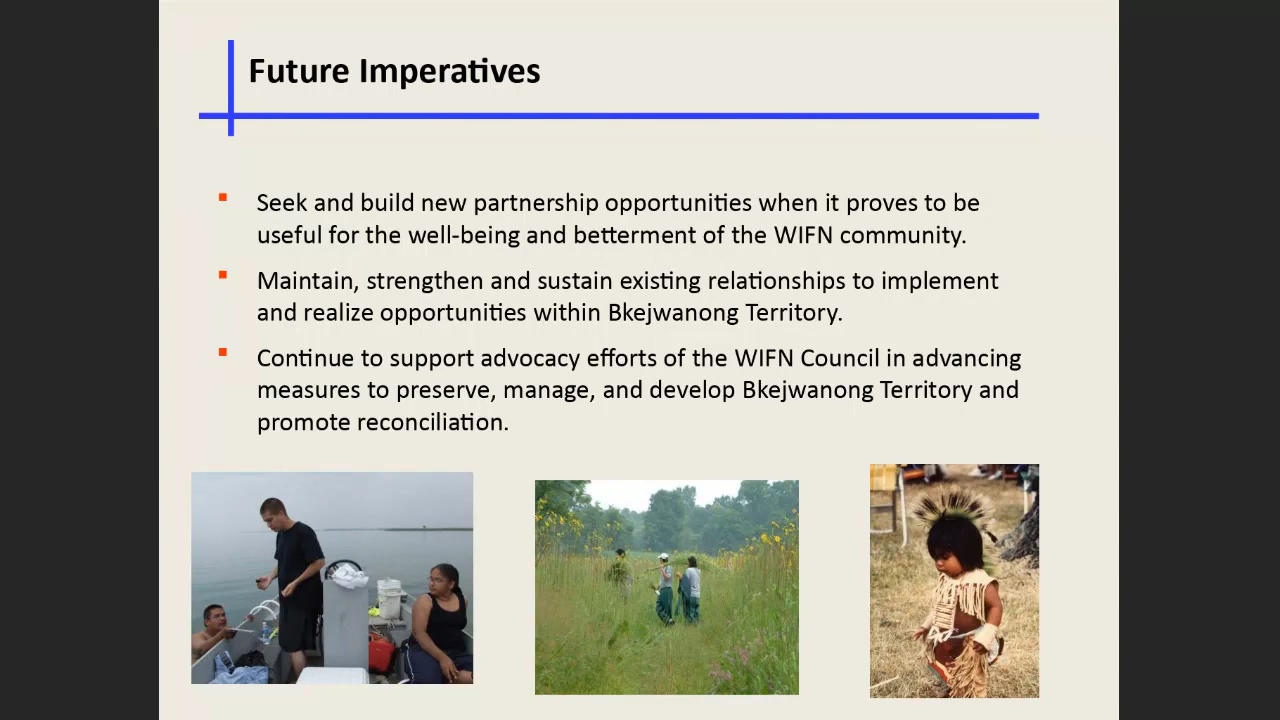 Future Imperatives
Seek and build new partnership opportunities when it proves to be
useful for the well-being and betterment of the WIFN community.
Maintain, strengthen and sustain existing relationships to implement
and realize opportunities within Bkejwanong Territory.
Continue to support advocacy efforts of the WIFN Council in advancing
measures to preserve, manage, and develop Bkejwanong Territory and
promote reconciliation.